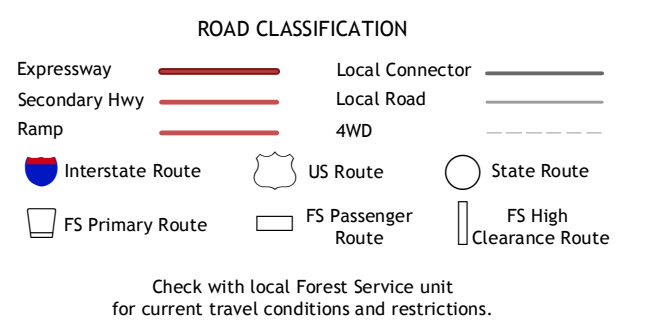 ROAD CLASSIFICATION
Expressway
Local Connector
Secondary Hwy
Local Road
Ramp
4WD
Interstate Route
US Route
State Route
FS Primary Route
FS Passenger
Route
FS High
Clearance Route
Check with local Forest Service unit
for current travel conditions and restrictions.